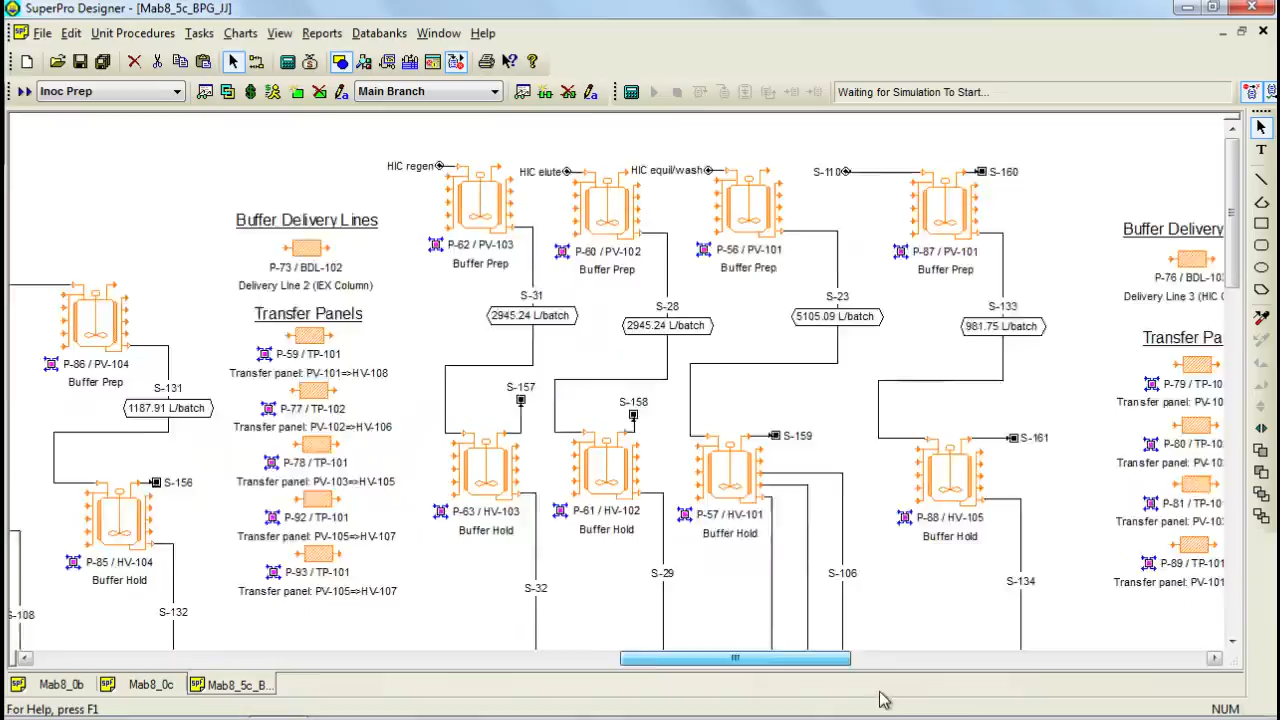 SuperPro Designer - [Mab8_5c_BPG_JJ]
File Edit Unit Procedures Tasks Charts View Reports Databanks Window Help
Inoc Prep
Main Branch
Waiting for Simulation To Start...
HIC regen
HIC elute
HIC equil/wash
S-110
S-160
Buffer Delivery Lines
P-73 / BDL-102
Delivery Line 2 (IEX Column)
Transfer Panels
P-59 / TP-101
Transfer panel: PV-101=>HV-108
P-77 / TP-102
Transfer panel: PV-102=>HV-106
P-78 / TP-101
Transfer panel: PV-103=>HV-105
P-92 / TP-101
Transfer panel: PV-105=>HV-107
P-93 / TP-101
Transfer panel: PV-105=>HV-107
P-86 / PV-104
Buffer Prep
S-131
1187.91 L/batch
S-156
P-85 / HV-104
Buffer Hold
S-108
S-132
P-62 / PV-103
Buffer Prep
S-31
2945.24 L/batch
S-157
P-63 / HV-103
Buffer Hold
S-32
P-60 / PV-102
Buffer Prep
S-28
2945.24 L/batch
S-158
P-61 / HV-102
Buffer Hold
S-29
P-56 / PV-101
Buffer Prep
S-23
5105.09 L/batch
S-159
P-57 / HV-101
Buffer Hold
S-106
P-87 / PV-101
Buffer Prep
S-133
981.75 L/batch
S-161
P-88 / HV-105
Buffer Hold
S-134
Buffer Delivery
P-76 / BDL-103
Delivery Line 3 (HIC C
Transfer Pa
P-79 / TP-10
Transfer panel: PV-10
P-80 / TP-10
Transfer panel: PV-10
P-81 / TP-10
Transfer panel: PV-10
P-89 / TP-10
Transfer panel: PV-101
Mab8_0b Mab8_0c Mab8_5c_B...
For Help, press F1
NUM